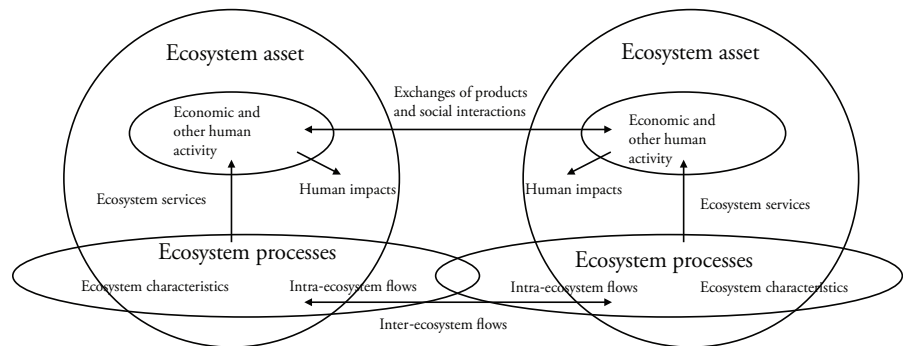 Ecosystem asset
Ecosystem asset
Exchanges of products
and social interactions
Economic and
other human
activity
Economic and
other human
activity
Human impacts
Human impacts
Ecosystem services
Ecosystem services
Ecosystem processes
Ecosystem processes
Ecosystem characteristics
Intra-ecosystem flows
Intra-ecosystem flows
Ecosystem characteristics
Inter-ecosystem flows